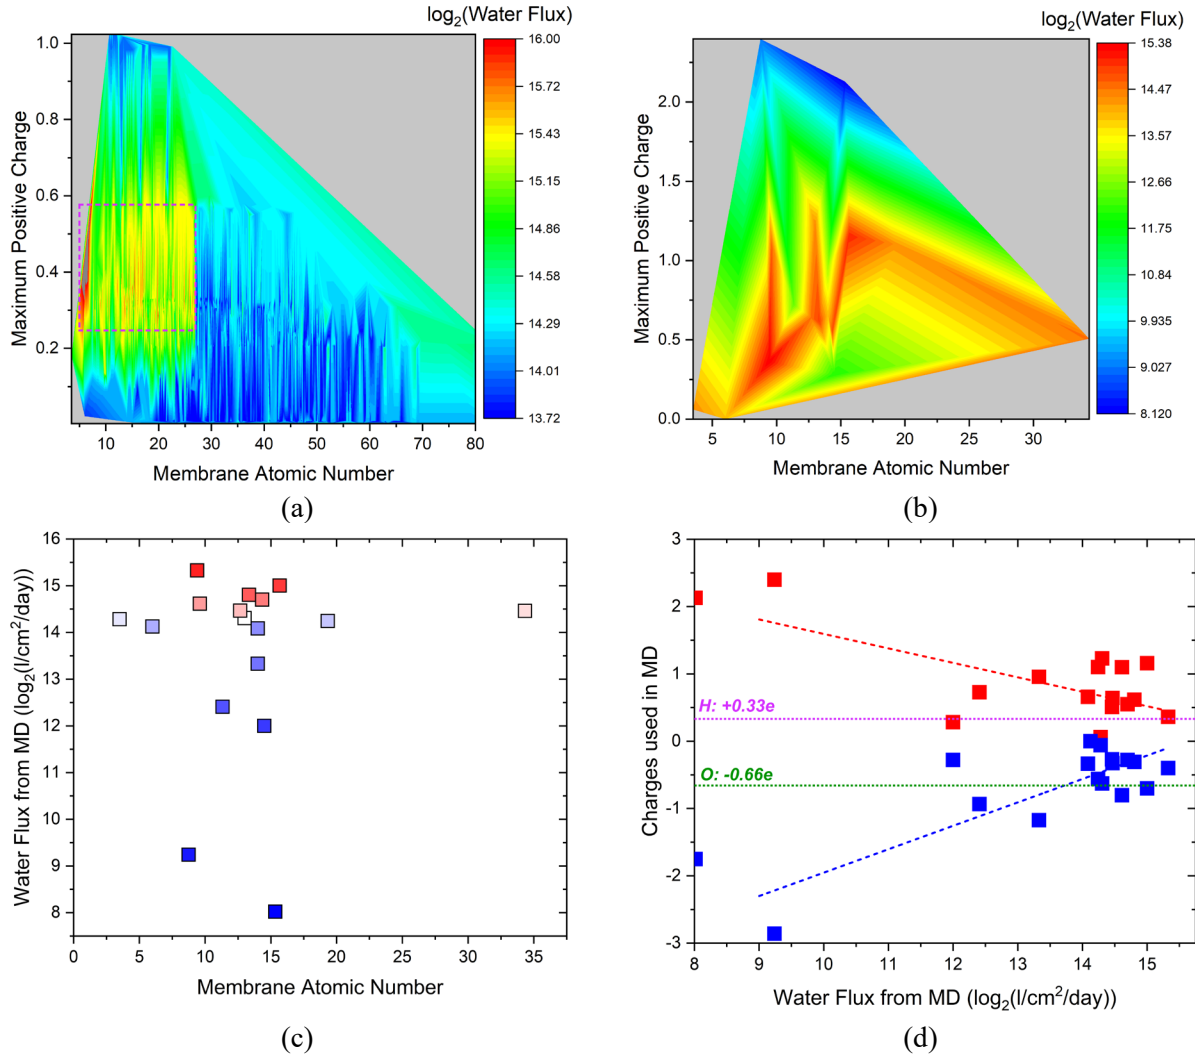 log₂(Water Flux)
1.0
0.8
0.6
0.4
0.2
Maximum Positive Charge
10 20 30 40 50 60 70 80
Membrane Atomic Number
16.00
15.72
15.43
15.15
14.86
14.58
14.29
14.01
13.72
(a)
log₂(Water Flux)
2.0
1.5
1.0
0.5
0.0
Maximum Positive Charge
5 10 15 20 25 30
Membrane Atomic Number
15.38
14.47
13.57
12.66
11.75
10.84
9.935
9.027
8.120
(b)
16
15
14
13
12
11
10
9
8
Water Flux from MD (log₂(l/cm²/day))
0 5 10 15 20 25 30 35
Membrane Atomic Number
(c)
3
2
1
0
-1
-2
-3
Charges used in MD
H: +0.33e
O: -0.66e
8 9 10 11 12 13 14 15
Water Flux from MD (log₂(l/cm²/day))
(d)